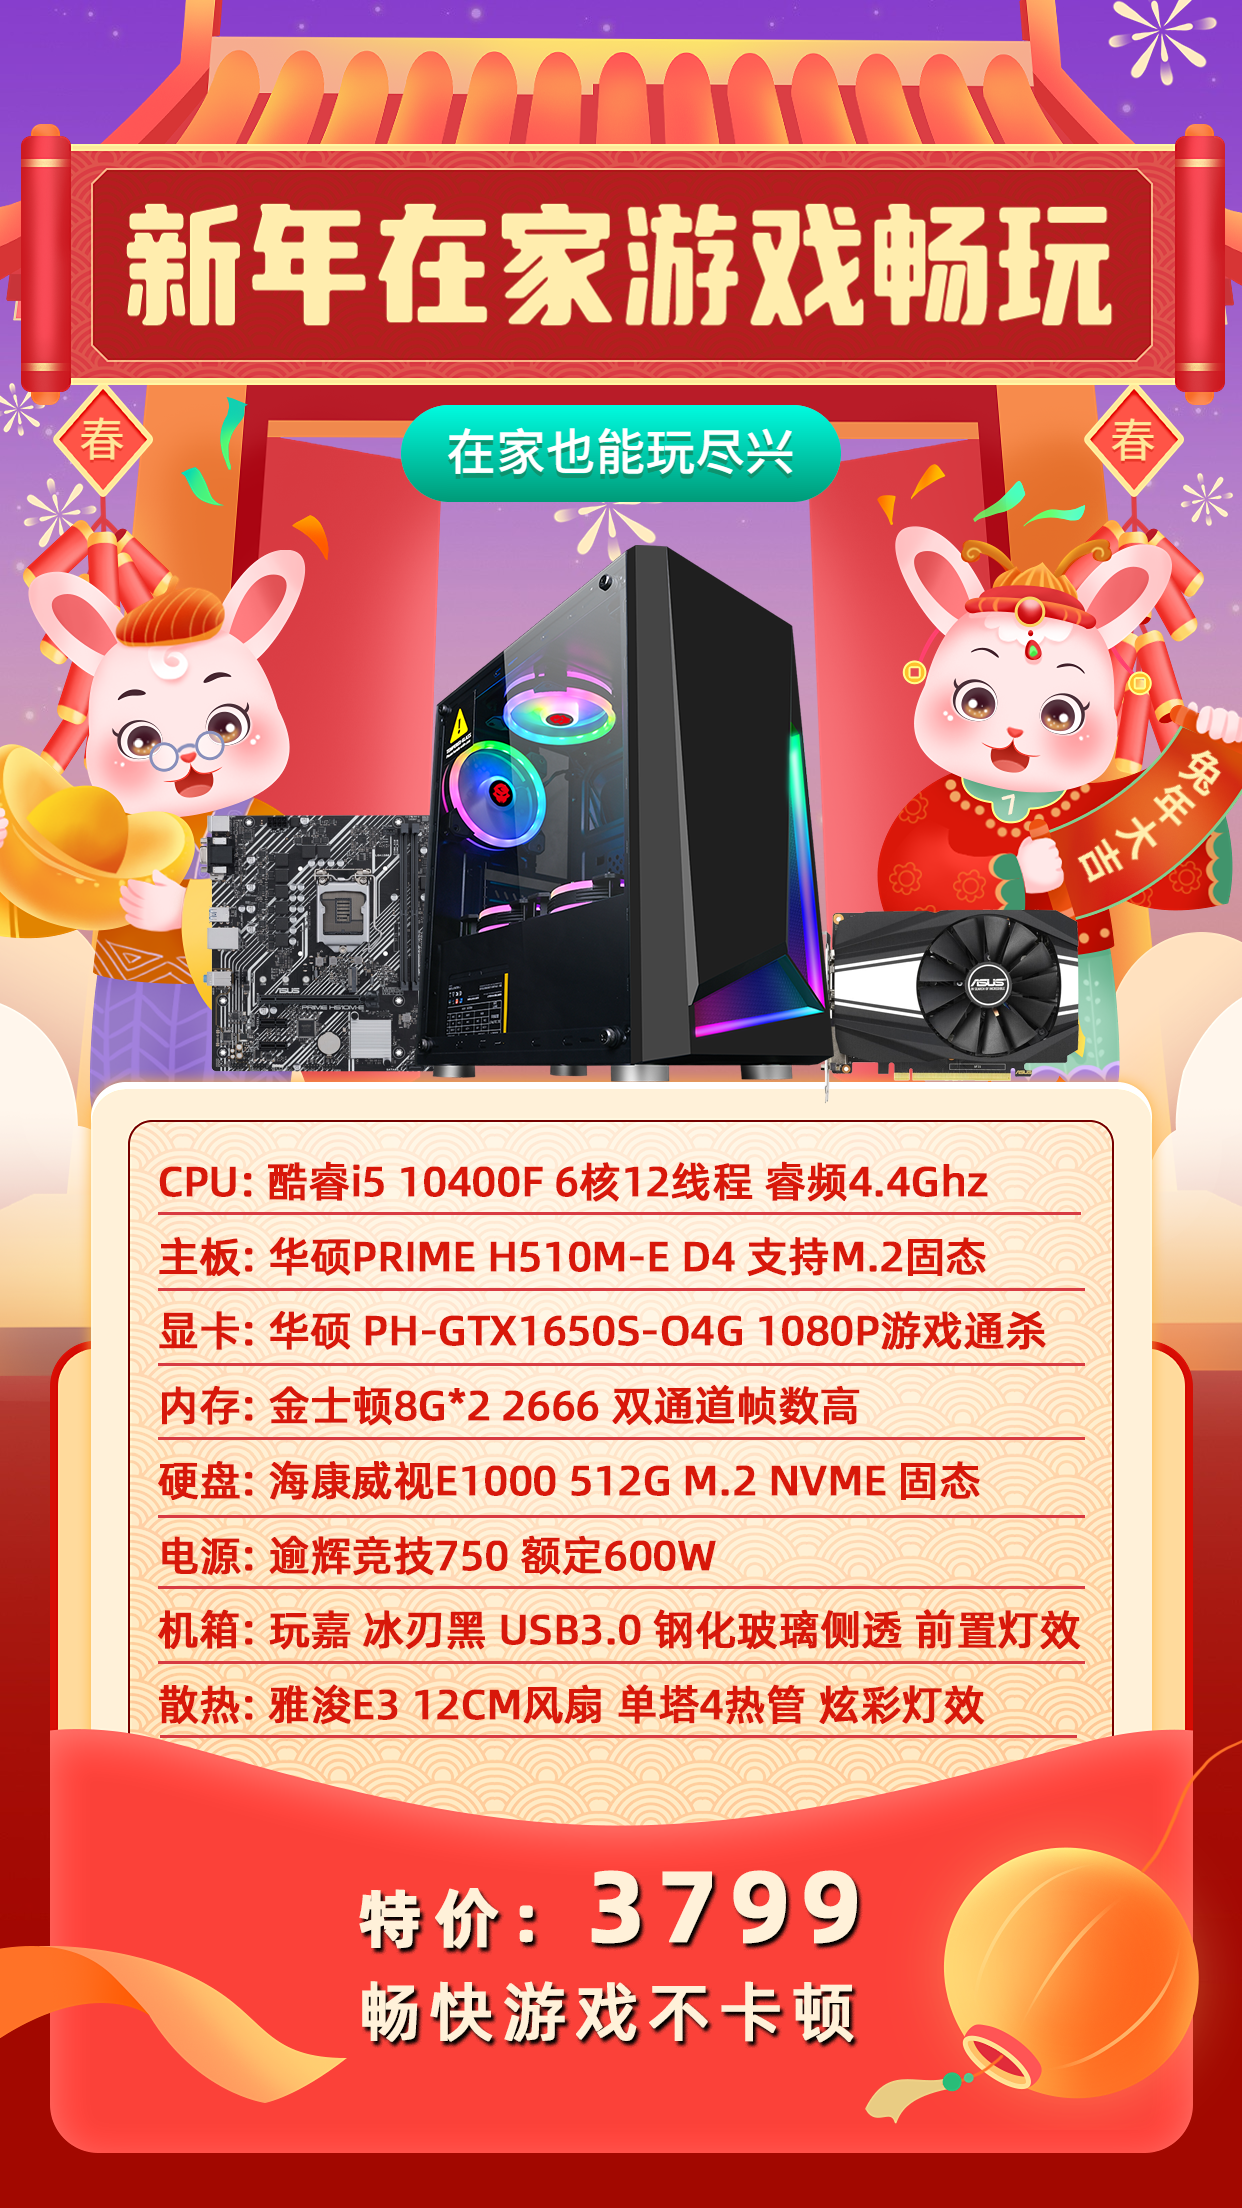 新年在家游戏畅玩
春
在家也能玩尽兴
春
兔年大吉
ASUS
PRIME H510M-E
ASUS
CPU: 酷睿i5 10400F 6核12线程 睿频4.4Ghz
主板: 华硕PRIME H510M-E D4 支持M.2固态
显卡: 华硕 PH-GTX1650S-O4G 1080P游戏通杀
内存: 金士顿8G*2 2666 双通道帧数高
硬盘: 海康威视E1000 512G M.2 NVME 固态
电源: 逾辉竞技750 额定600W
机箱: 玩嘉 冰刃黑 USB3.0 钢化玻璃侧透 前置灯效
散热: 雅浚E3 12CM风扇 单塔4热管 炫彩灯效
特价: 3799
畅快游戏不卡顿